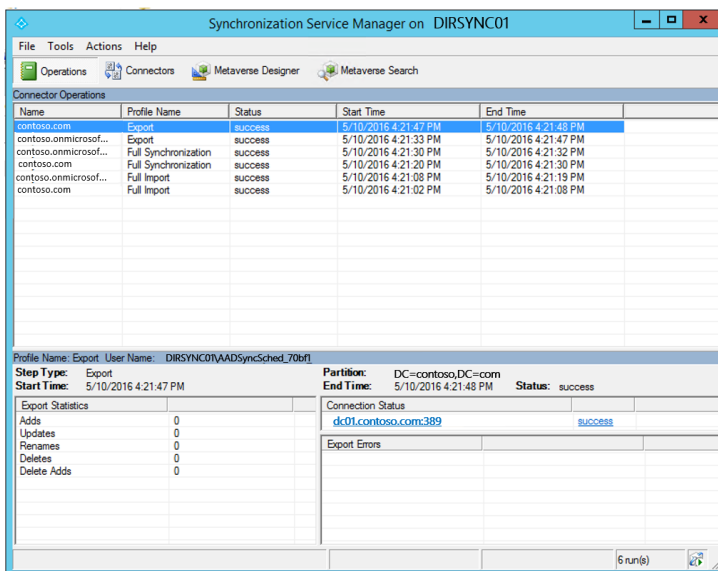 Synchronization Service Manager on DIRSYNC01
File Tools Actions Help
Operations Connectors Metaverse Designer Metaverse Search
Connector Operations
Name Profile Name Status Start Time End Time
contoso.com Export success 5/10/2016 4:21:47 PM 5/10/2016 4:21:48 PM
contoso.onmicrosof... Export success 5/10/2016 4:21:33 PM 5/10/2016 4:21:47 PM
contoso.onmicrosof... Full Synchronization success 5/10/2016 4:21:30 PM 5/10/2016 4:21:32 PM
contoso.com Full Synchronization success 5/10/2016 4:21:20 PM 5/10/2016 4:21:30 PM
contoso.onmicrosof... Full Import success 5/10/2016 4:21:08 PM 5/10/2016 4:21:19 PM
contoso.com Full Import success 5/10/2016 4:21:02 PM 5/10/2016 4:21:08 PM
Profile Name: Export User Name: DIRSYNC01\AADSyncSched_70bf1
Step Type: Export Partition: DC=contoso,DC=com
Start Time: 5/10/2016 4:21:47 PM End Time: 5/10/2016 4:21:48 PM Status: success
Export Statistics Connection Status
Adds 0 dc01.contoso.com:389 success
Updates 0
Renames 0 Export Errors
Deletes 0
Delete Adds 0
6 run(s)